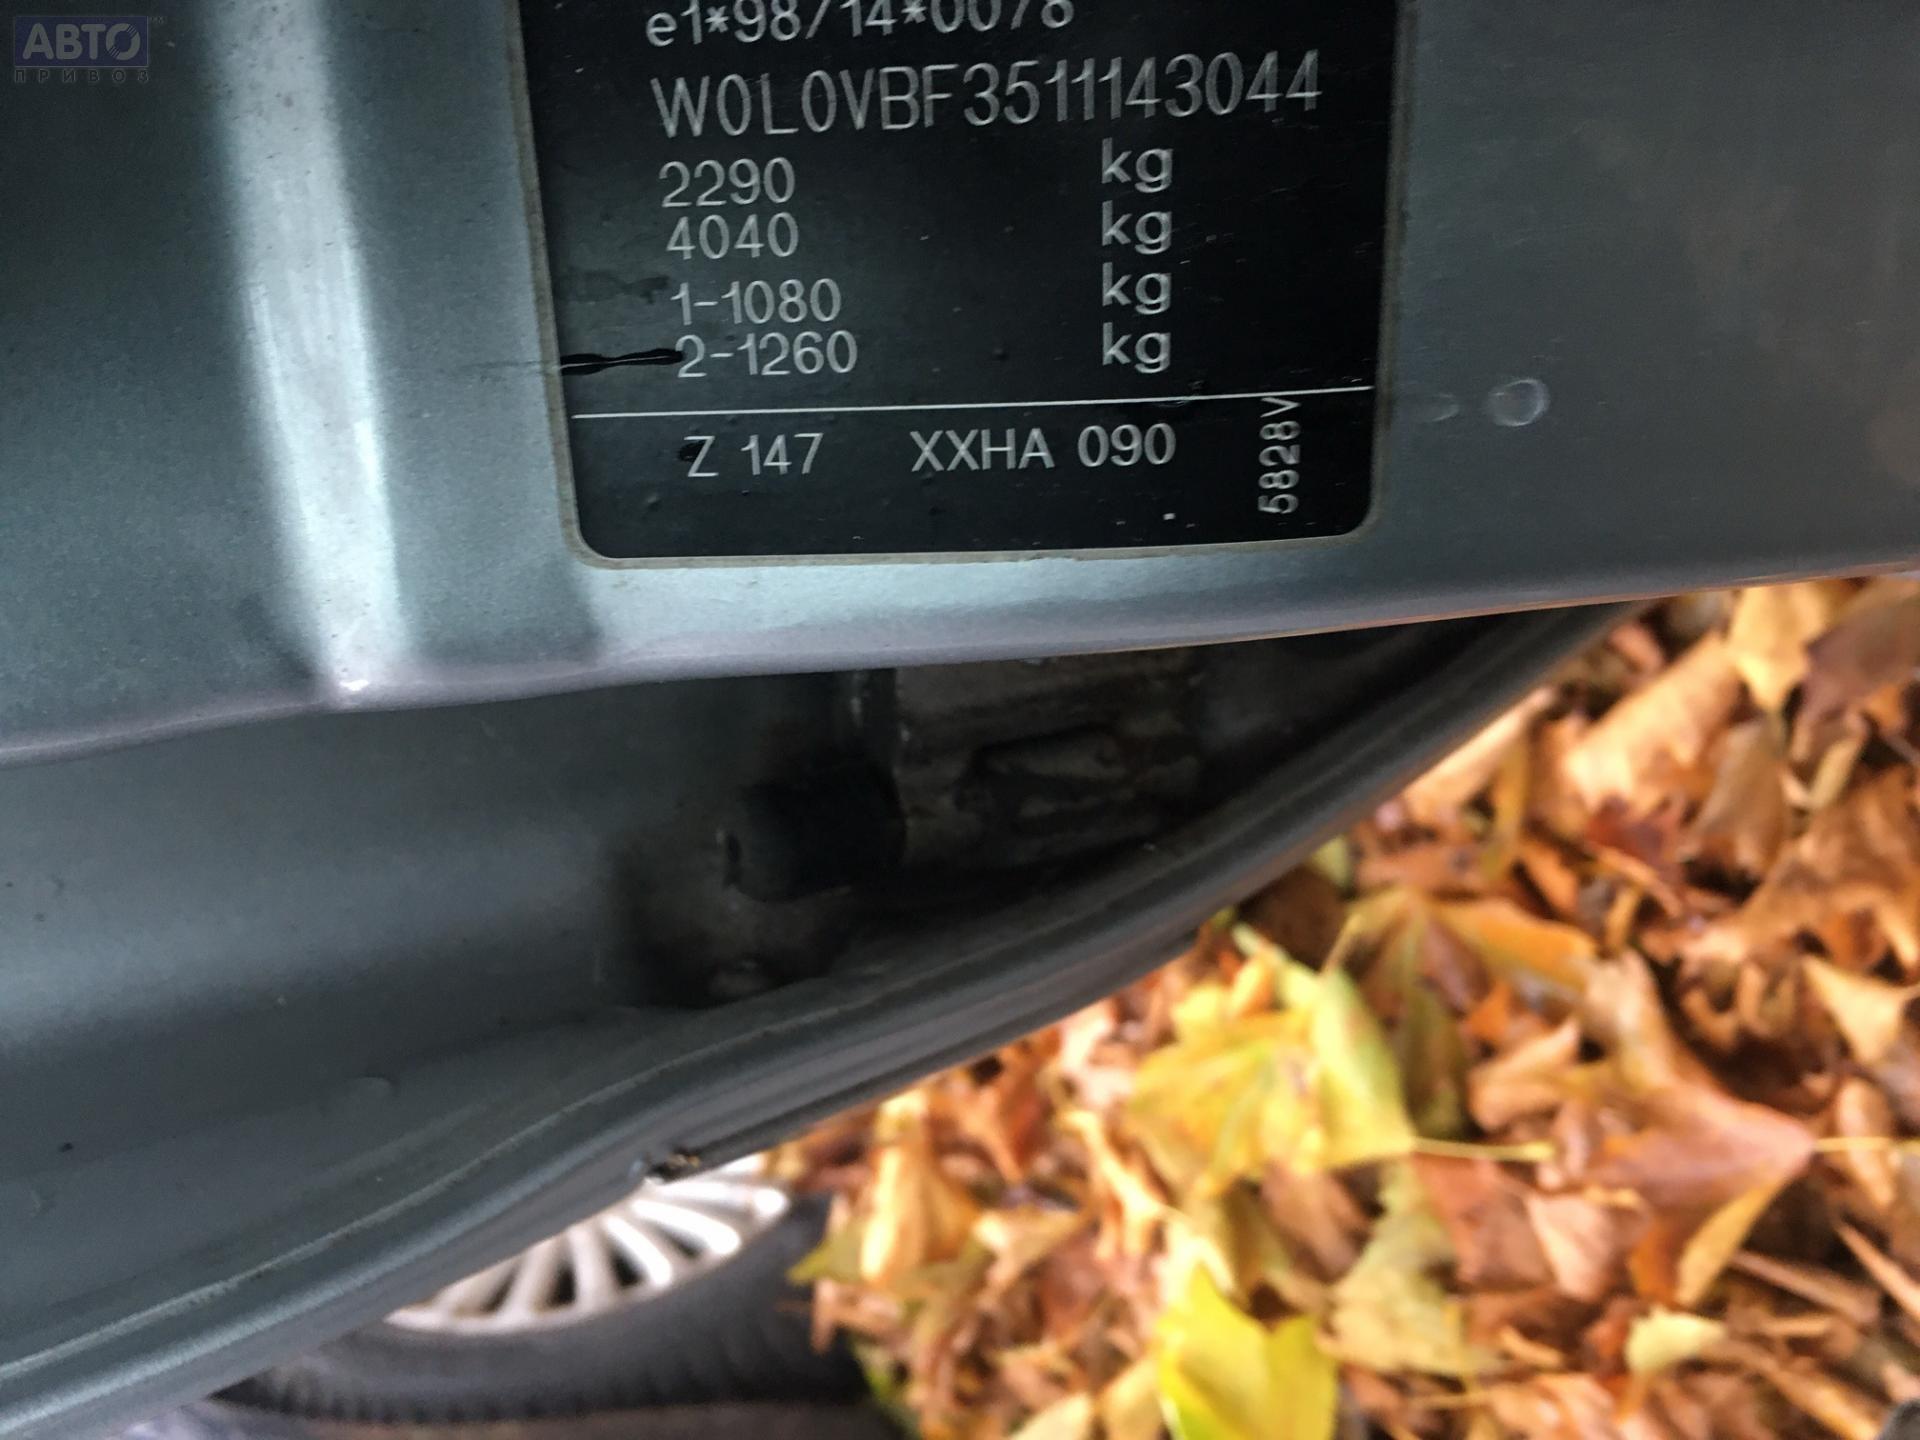 АВТО
ПРИВОЗ
e1*98/14*0078
W0L0VBF3511143044
2290 kg
4040 kg
1-1080 kg
2-1260 kg
Z 147 XXHA 090
5828V